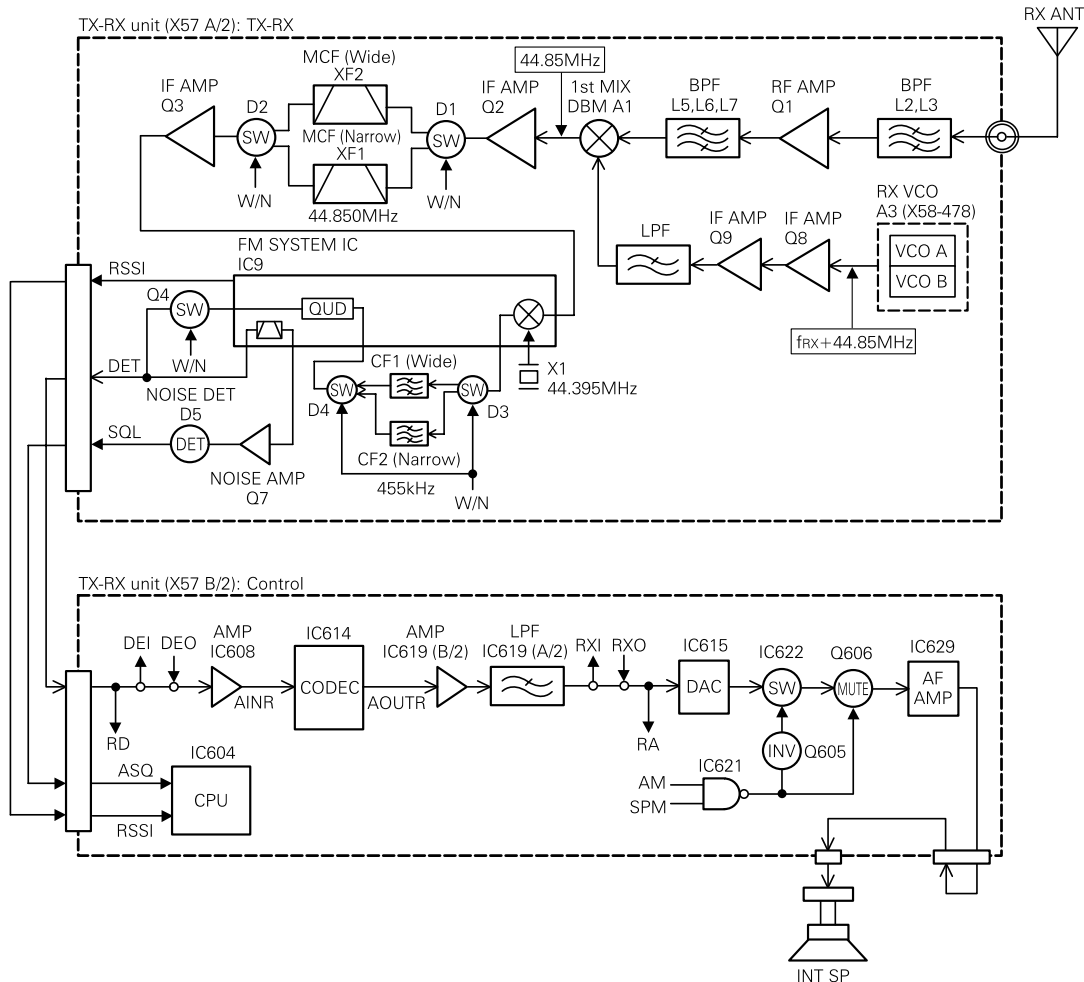 TX-RX unit (X57 A/2): TX-RX
RX ANT
MCF (Wide)
XF2
44.85MHz
IF AMP
Q3
D2
SW
W/N
MCF (Narrow)
XF1
44.850MHz
D1
SW
W/N
IF AMP
Q2
1st MIX
DBM A1
BPF
L5,L6,L7
RF AMP
Q1
BPF
L2,L3
RX VCO
A3 (X58-478)
VCO A
VCO B
IF AMP
Q8
IF AMP
Q9
LPF
fRX+44.85MHz
FM SYSTEM IC
IC9
RSSI
Q4
SW
W/N
QUD
DET
NOISE DET
D5
DET
SQL
NOISE AMP
Q7
CF1 (Wide)
SW
D4
SW
D3
CF2 (Narrow)
455kHz
W/N
X1
44.395MHz
TX-RX unit (X57 B/2): Control
DEI
DEO
RD
AMP
IC608
AINR
IC614
CODEC
AOUTR
AMP
IC619 (B/2)
LPF
IC619 (A/2)
RXI
RXO
RA
IC615
DAC
IC622
SW
Q606
MUTE
IC629
AF
AMP
INV
Q605
IC621
AM
SPM
ASQ
RSSI
IC604
CPU
INT SP